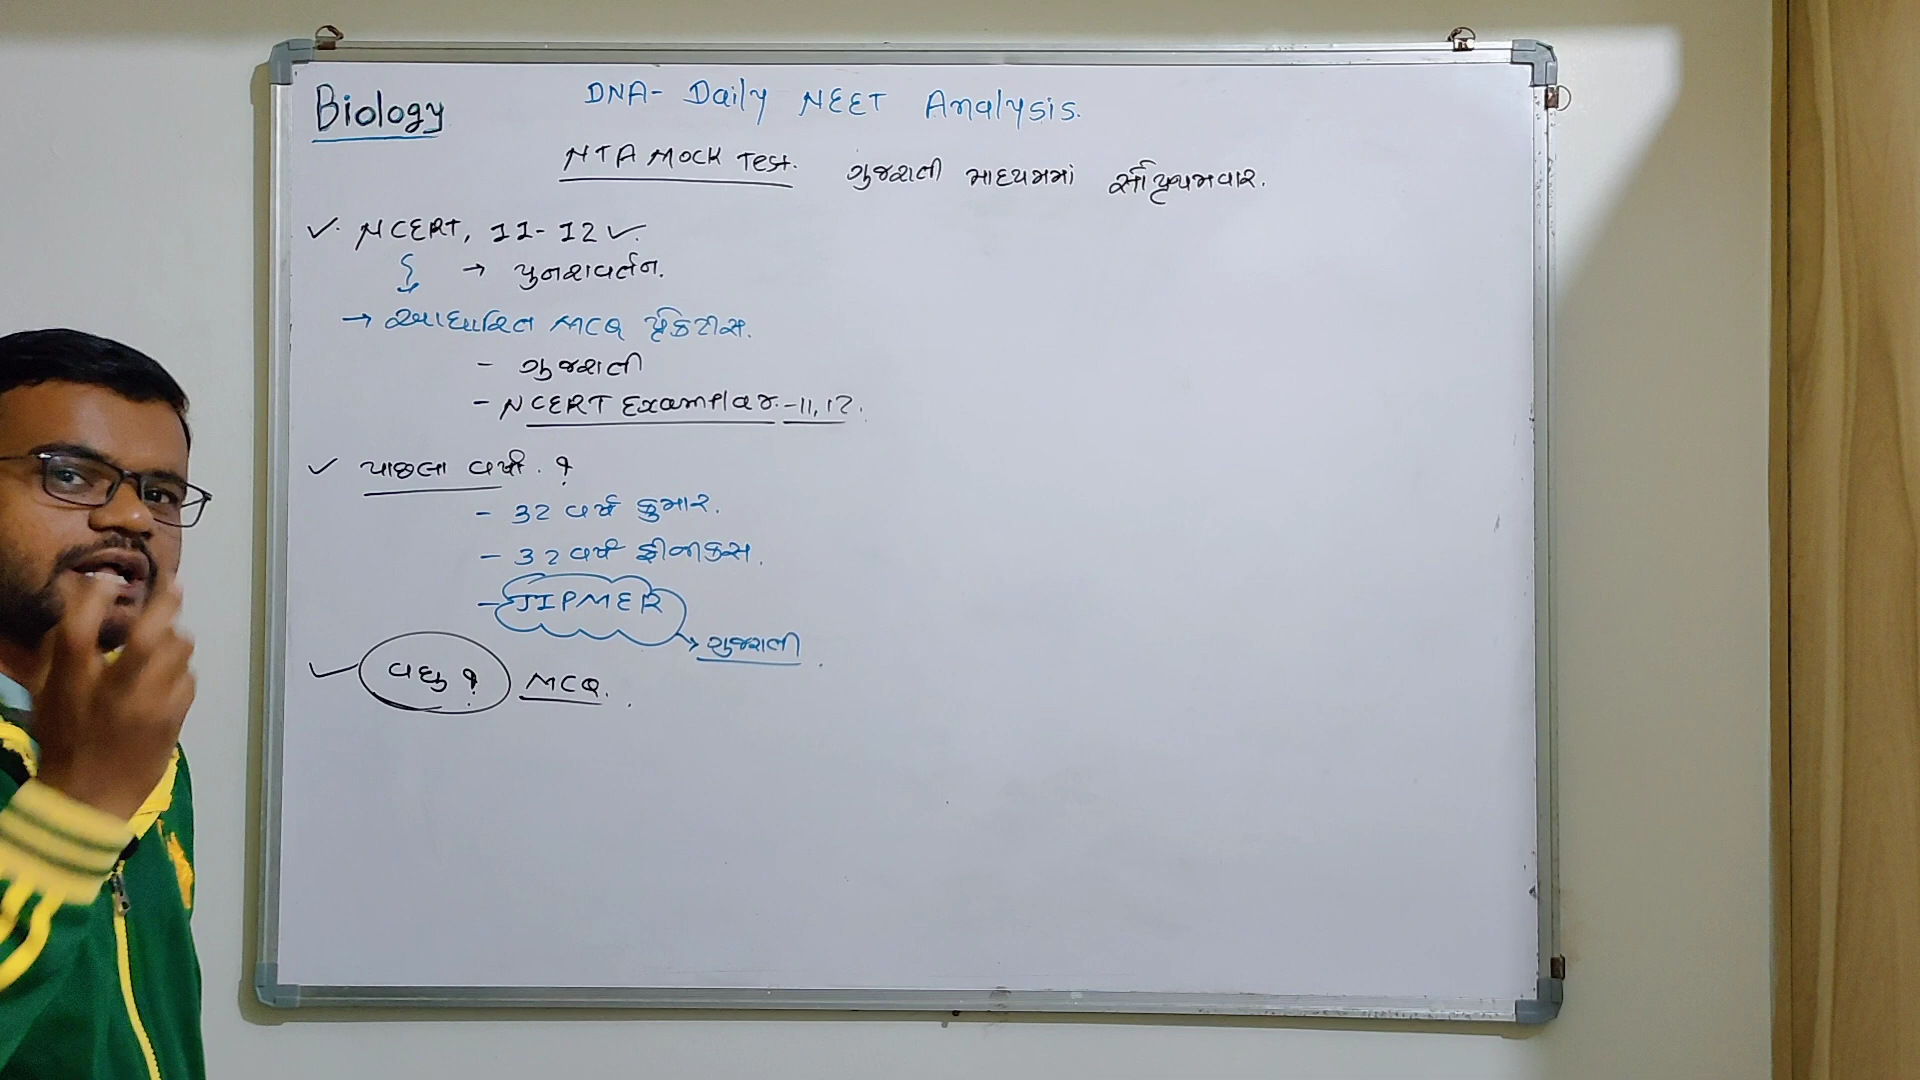 Biology
DNA- Daily NEET Analysis.
NTA Mock Test. ગુજરાતી માધ્યમમાં સૌ પ્રથમવાર.
✓ NCERT, 11-12 ✓.
→ પુનરાવર્તન.
→ આધારિત MCQ પ્રેક્ટીસ.
- ગુજરાતી
- NCERT Examplar. -11,12.
✓ પાછલા વર્ષો. ?
- 32 વર્ષ કુમાર.
- 32 વર્ષ ફીનીક્સ.
- JIPMER
→ ગુજરાતી
✓ વધુ ? MCQ.